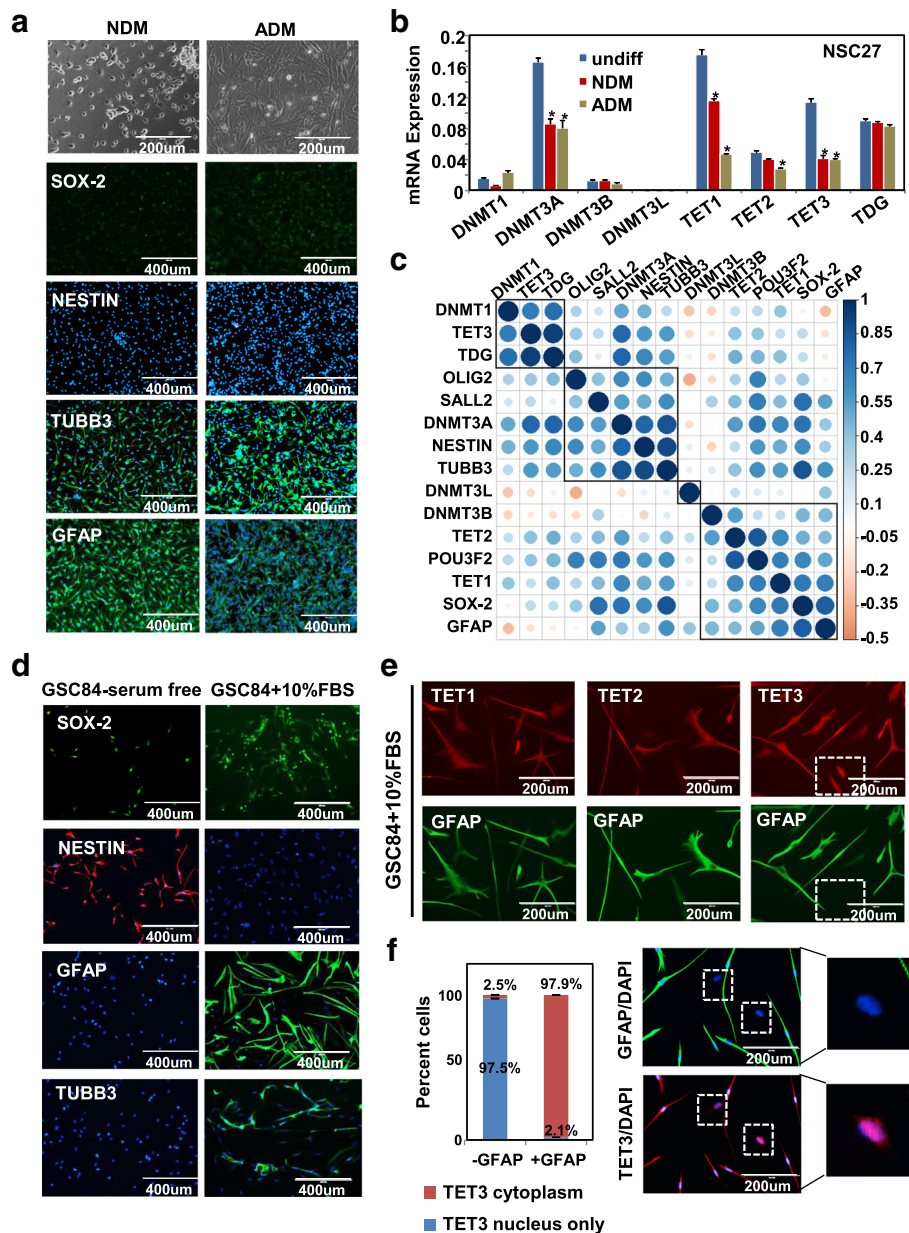 a
NDM ADM
200um 200um
SOX-2
400um 400um
NESTIN
400um 400um
TUBB3
400um 400um
GFAP
400um 400um
b
NSC27
undiff
NDM
ADM
mRNA Expression
0.16
0.12
0.08
0.04
0
* * * * * * *
DNMT1 DNMT3A DNMT3B DNMT3L TET1 TET2 TET3 TDG
c
DNMT1 TET3 TDG OLIG2 SALL2 DNMT3A NESTIN TUBB3 DNMT3L DNMT3B TET2 POU3F2 TET1 SOX-2 GFAP
DNMT1
TET3
TDG
OLIG2
SALL2
DNMT3A
NESTIN
TUBB3
DNMT3L
DNMT3B
TET2
POU3F2
TET1
SOX-2
GFAP
1
0.85
0.7
0.55
0.4
0.25
0.1
-0.05
-0.2
-0.35
-0.5
d
GSC84-serum free GSC84+10%FBS
SOX-2
400um 400um
NESTIN
400um 400um
GFAP
400um 400um
TUBB3
400um 400um
e
GSC84+10%FBS
TET1 TET2 TET3
200um 200um 200um
GFAP GFAP GFAP
200um 200um 200um
f
Percent cells
100
50
0
2.5% 97.9%
97.5%
2.1%
-GFAP +GFAP
TET3 cytoplasm
TET3 nucleus only
GFAP/DAPI
200um
TET3/DAPI
200um